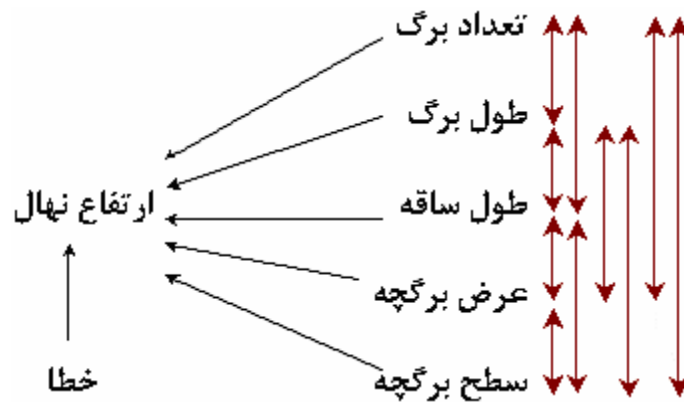 تعداد برگ
طول برگ
طول ساقه
ارتفاع نهال
عرض برگچه
سطح برگچه
خطا